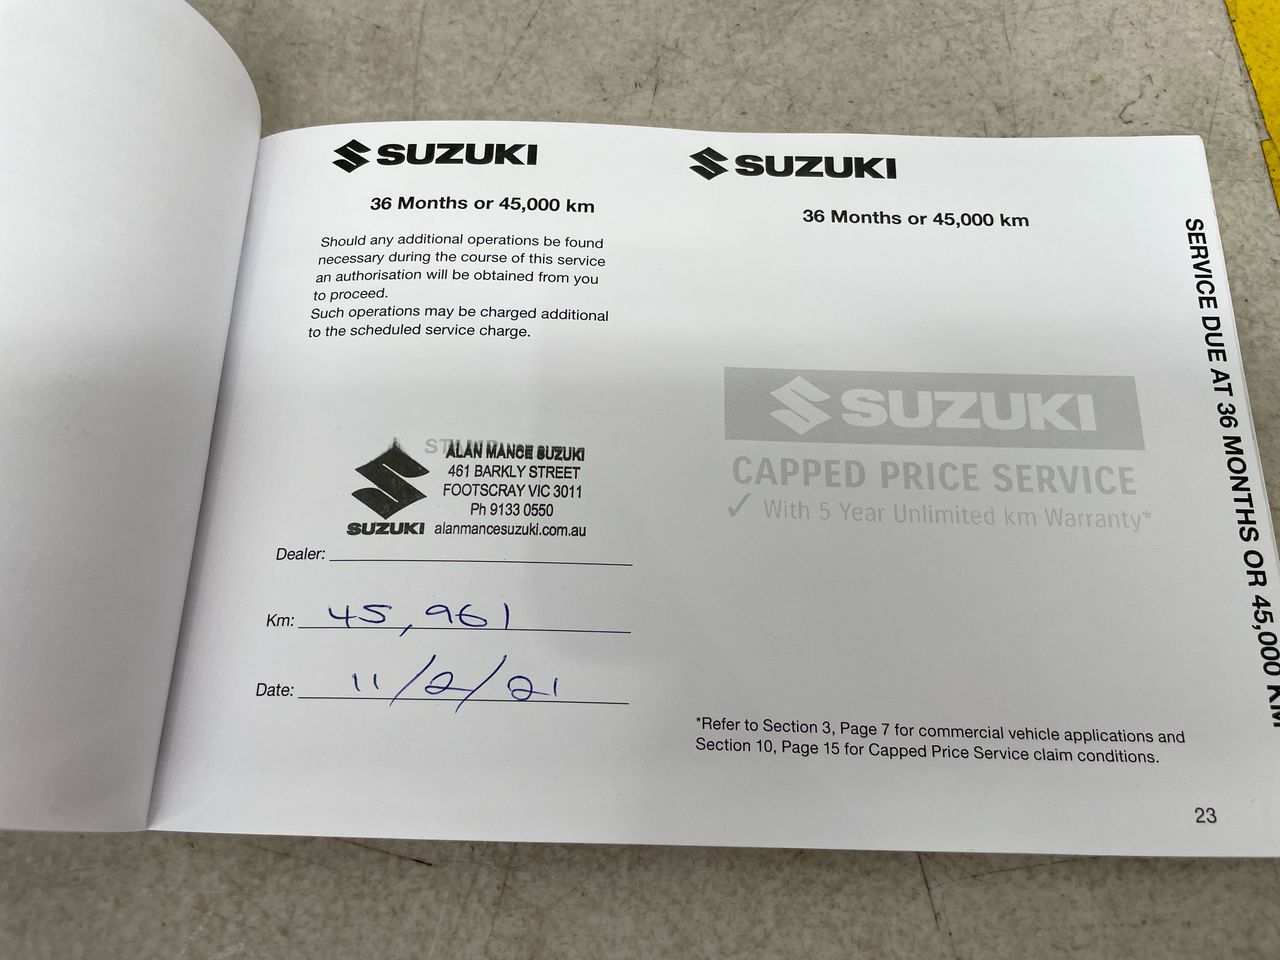 SUZUKI
36 Months or 45,000 km
Should any additional operations be found
necessary during the course of this service
an authorisation will be obtained from you
to proceed.
Such operations may be charged additional
to the scheduled service charge.
ALAN MANCE SUZUKI
461 BARKLY STREET
FOOTSCRAY VIC 3011
Ph 9133 0550
SUZUKI alanmancesuzuki.com.au
Dealer:
Km: 45,961
Date: 11/2/21
SUZUKI
36 Months or 45,000 km
SUZUKI
CAPPED PRICE SERVICE
✓ With 5 Year Unlimited km Warranty*
*Refer to Section 3, Page 7 for commercial vehicle applications and
Section 10, Page 15 for Capped Price Service claim conditions.
23
SERVICE DUE AT 36 MONTHS OR 45,000 KM